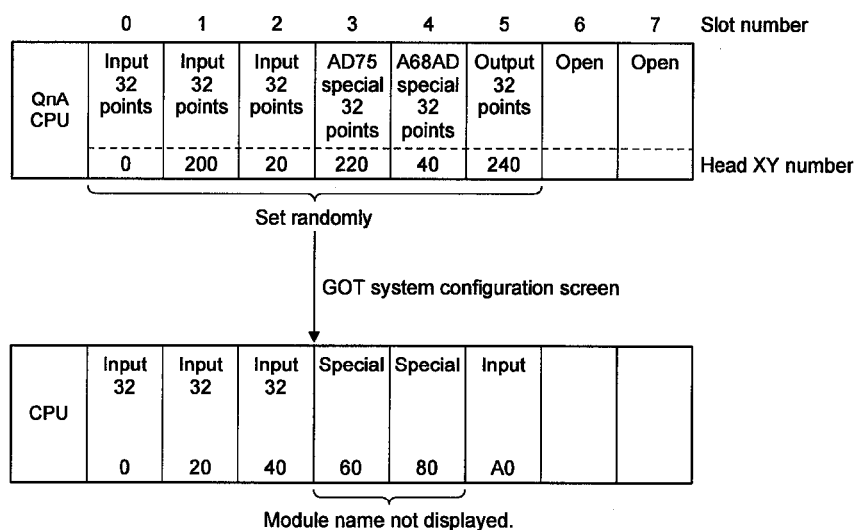 0 1 2 3 4 5 6 7 Slot number
QnA CPU
Input 32 points
Input 32 points
Input 32 points
AD75 special 32 points
A68AD special 32 points
Output 32 points
Open
Open
0 200 20 220 40 240 Head XY number
Set randomly
GOT system configuration screen
CPU
Input 32
Input 32
Input 32
Special
Special
Input
0 20 40 60 80 A0
Module name not displayed.